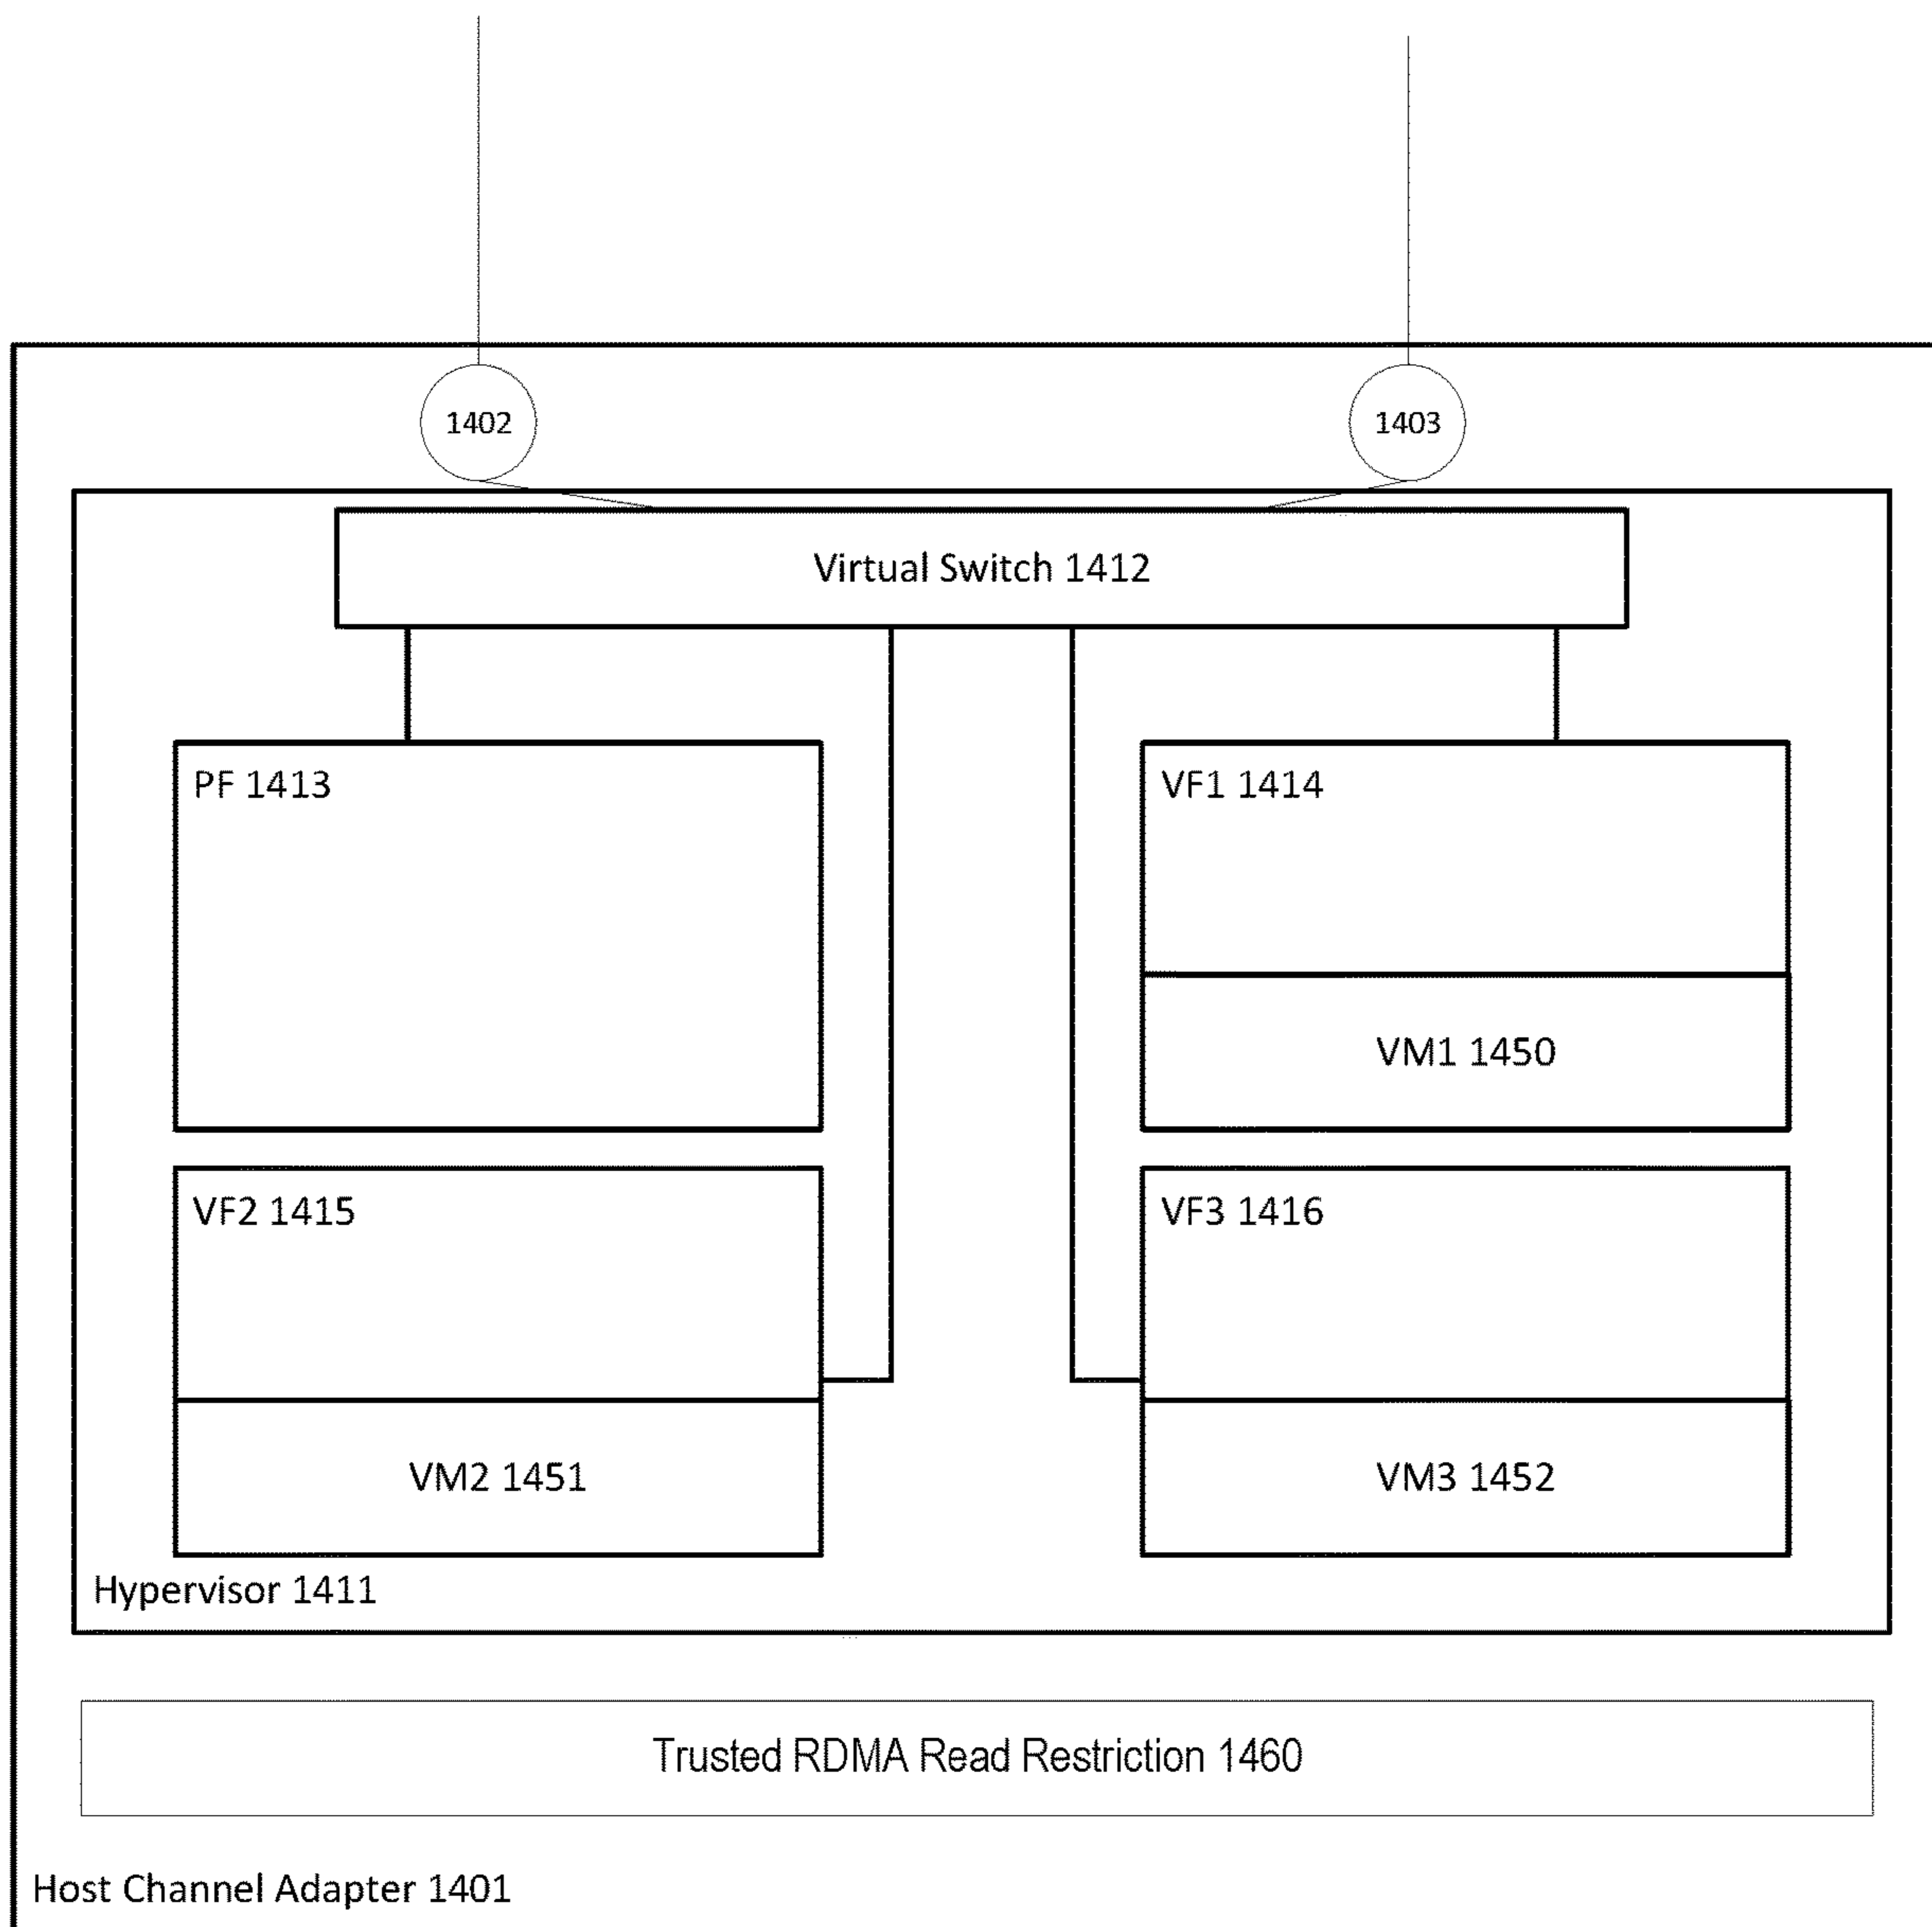 1402
1403
Virtual Switch 1412
PF 1413
VF1 1414
VM1 1450
VF2 1415
VF3 1416
VM2 1451
VM3 1452
Hypervisor 1411
Trusted RDMA Read Restriction 1460
Host Channel Adapter 1401